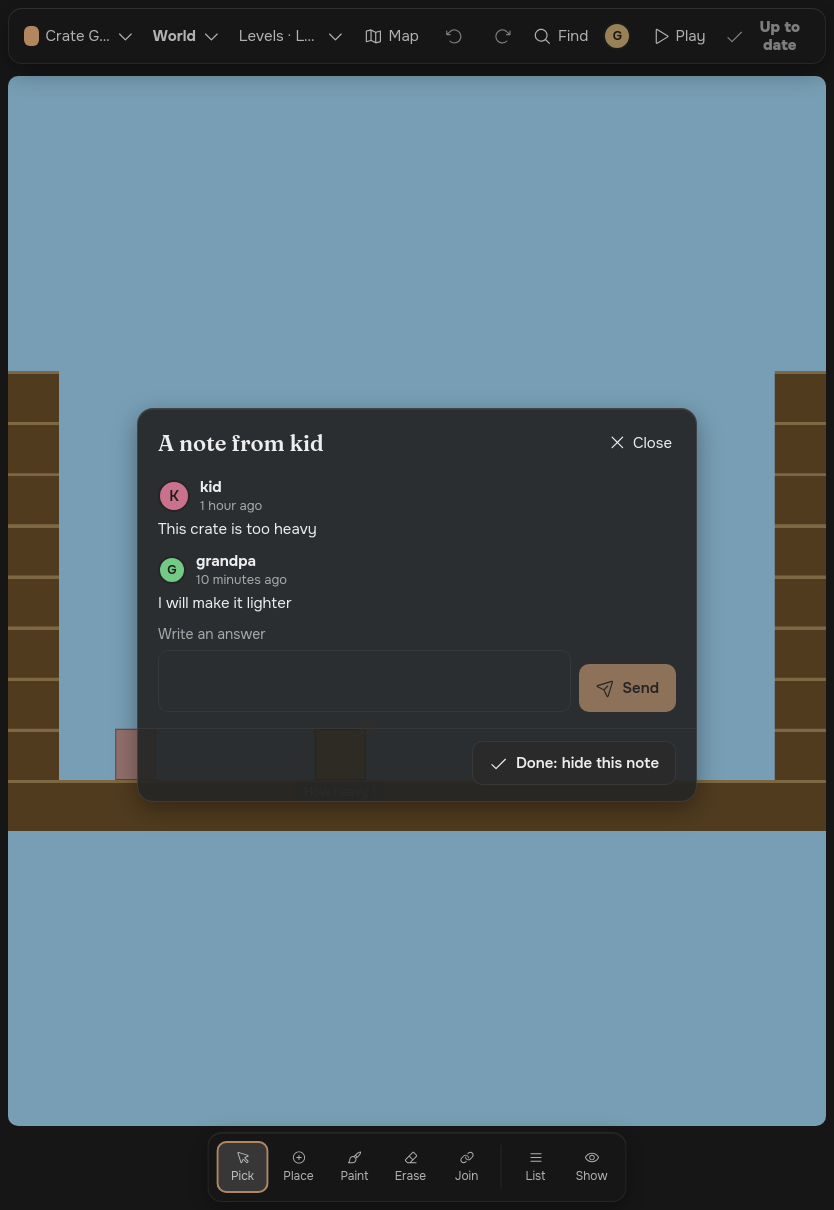 Crate G...
World
Levels · L...
Map
Find
G
Play
Up to date
A note from kid
Close
K
kid
1 hour ago
This crate is too heavy
G
grandpa
10 minutes ago
I will make it lighter
Write an answer
Send
Done: hide this note
Pick
Place
Paint
Erase
Join
List
Show